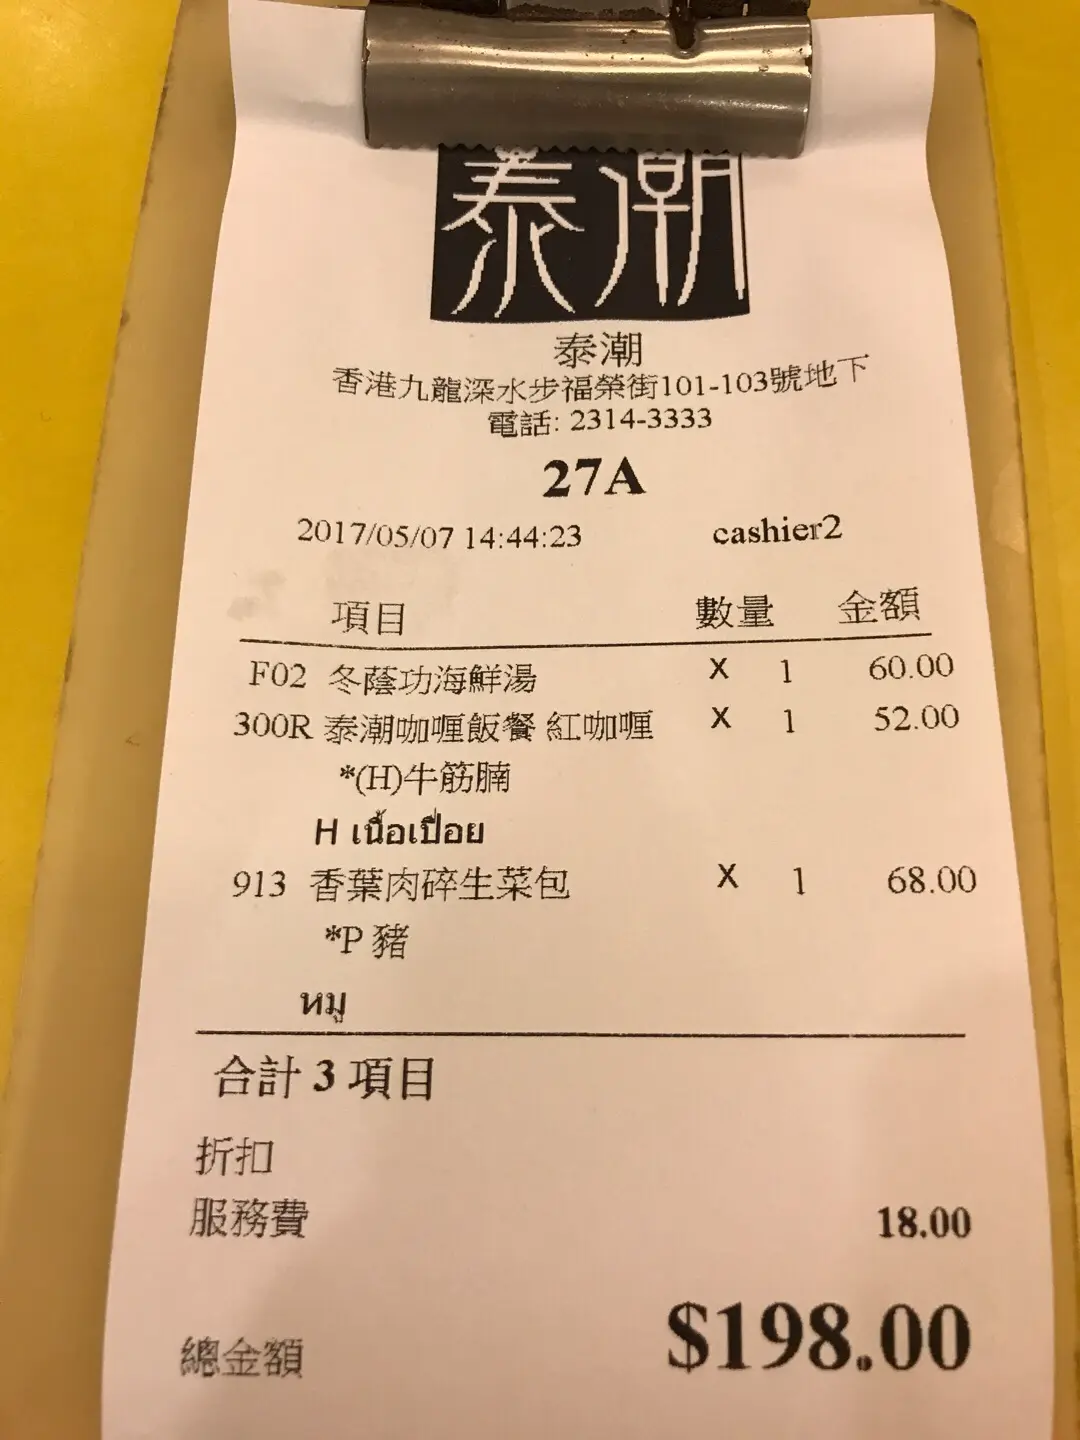 泰潮
泰潮
香港九龍深水步福榮街101-103號地下
電話: 2314-3333
27A
2017/05/07 14:44:23 cashier2
項目 數量 金額
F02 冬蔭功海鮮湯 X 1 60.00
300R 泰潮咖喱飯餐 紅咖喱 X 1 52.00
*(H)牛筋腩
H เนื้อเปื่อย
913 香葉肉碎生菜包 X 1 68.00
*P 豬
หมู
合計 3 項目
折扣
服務費 18.00
總金額 $198.00